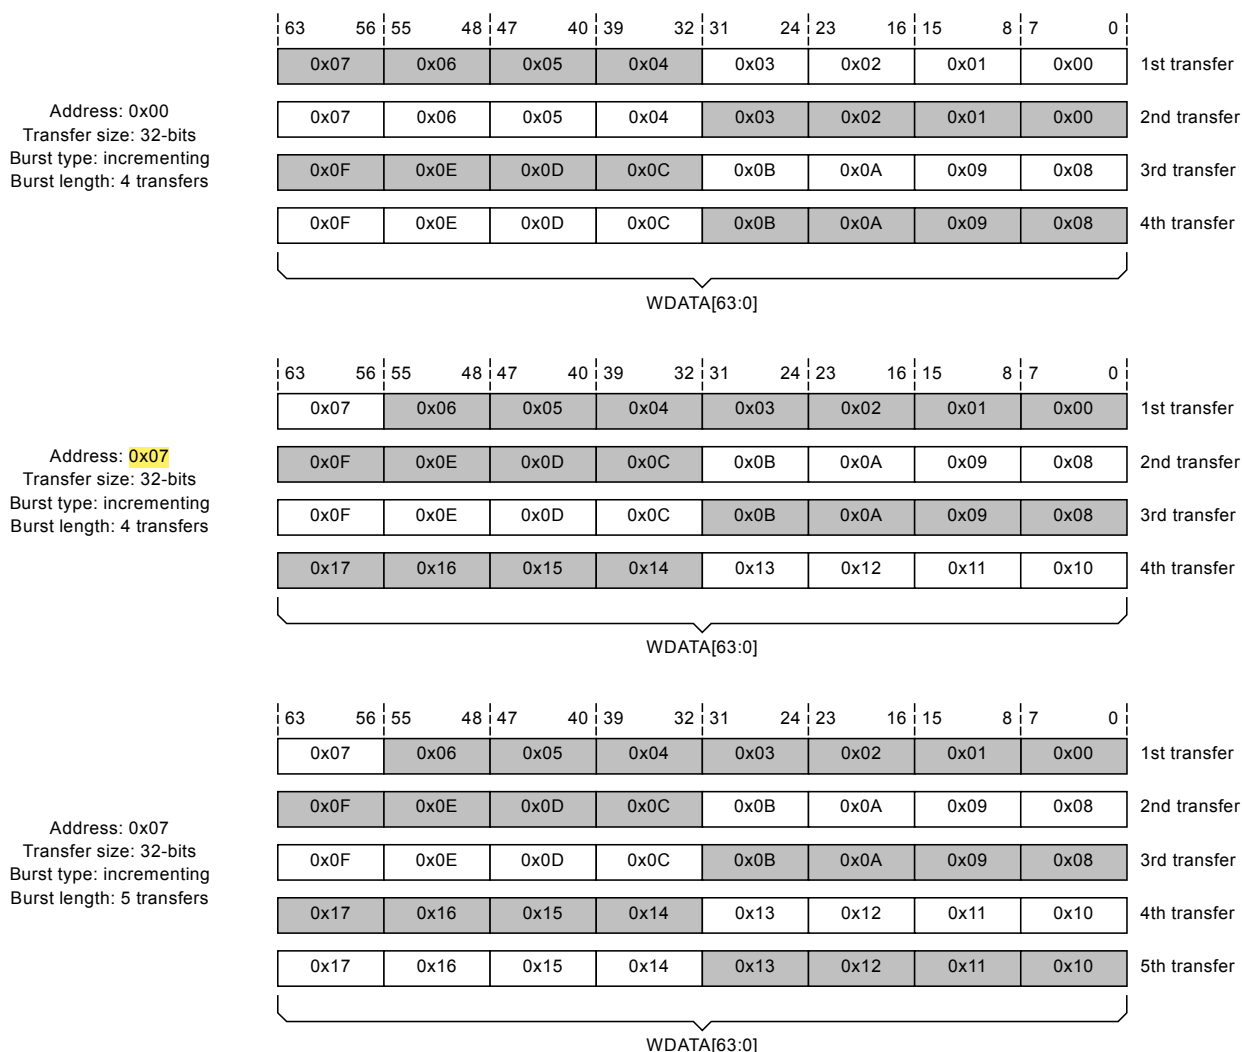 63 56 55 48 47 40 39 32 31 24 23 16 15 8 7 0
0x07 0x06 0x05 0x04 0x03 0x02 0x01 0x00 1st transfer
Address: 0x00
Transfer size: 32-bits
Burst type: incrementing
Burst length: 4 transfers
0x07 0x06 0x05 0x04 0x03 0x02 0x01 0x00 2nd transfer
0x0F 0x0E 0x0D 0x0C 0x0B 0x0A 0x09 0x08 3rd transfer
0x0F 0x0E 0x0D 0x0C 0x0B 0x0A 0x09 0x08 4th transfer
WDATA[63:0]
63 56 55 48 47 40 39 32 31 24 23 16 15 8 7 0
0x07 0x06 0x05 0x04 0x03 0x02 0x01 0x00 1st transfer
Address: 0x07
Transfer size: 32-bits
Burst type: incrementing
Burst length: 4 transfers
0x0F 0x0E 0x0D 0x0C 0x0B 0x0A 0x09 0x08 2nd transfer
0x0F 0x0E 0x0D 0x0C 0x0B 0x0A 0x09 0x08 3rd transfer
0x17 0x16 0x15 0x14 0x13 0x12 0x11 0x10 4th transfer
WDATA[63:0]
63 56 55 48 47 40 39 32 31 24 23 16 15 8 7 0
0x07 0x06 0x05 0x04 0x03 0x02 0x01 0x00 1st transfer
0x0F 0x0E 0x0D 0x0C 0x0B 0x0A 0x09 0x08 2nd transfer
Address: 0x07
Transfer size: 32-bits
Burst type: incrementing
Burst length: 5 transfers
0x0F 0x0E 0x0D 0x0C 0x0B 0x0A 0x09 0x08 3rd transfer
0x17 0x16 0x15 0x14 0x13 0x12 0x11 0x10 4th transfer
0x17 0x16 0x15 0x14 0x13 0x12 0x11 0x10 5th transfer
WDATA[63:0]